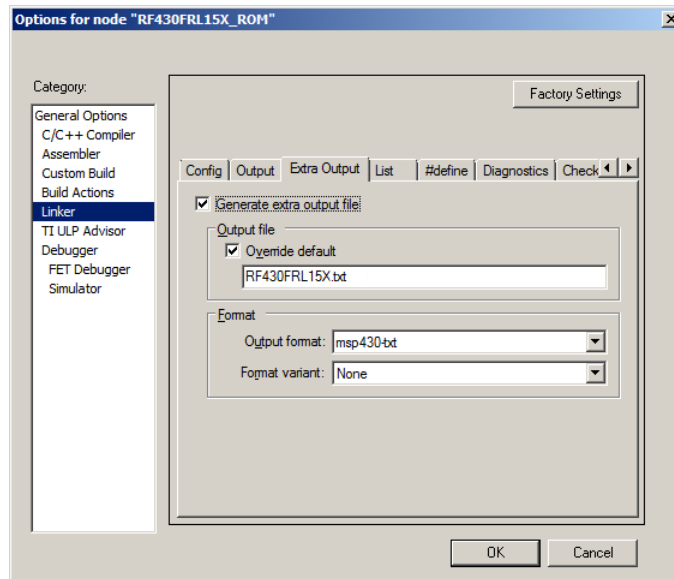 Options for node "RF430FRL15X_ROM"
Category:
Factory Settings
General Options
C/C++ Compiler
Assembler
Custom Build
Build Actions
Linker
TI ULP Advisor
Debugger
FET Debugger
Simulator
Config Output Extra Output List #define Diagnostics Check
Generate extra output file
Output file
Override default
RF430FRL15X.txt
Format
Output format: msp430-txt
Format variant: None
OK Cancel